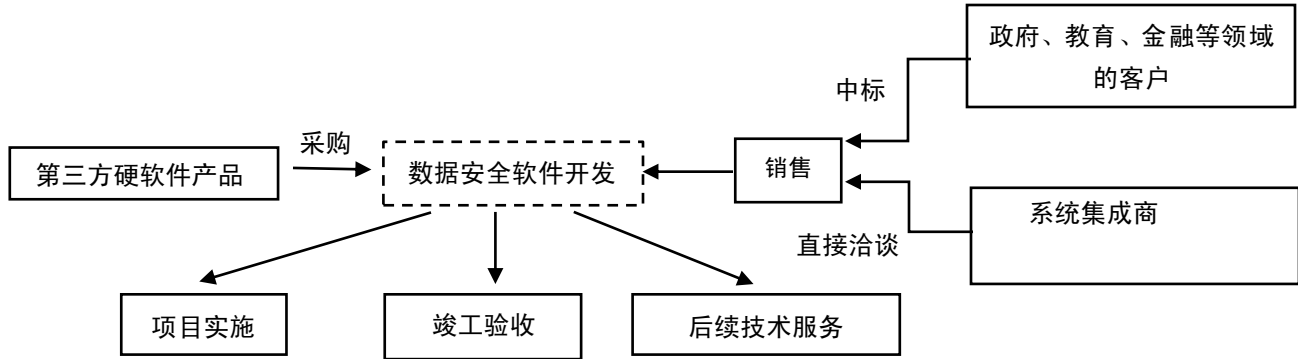 政府、教育、金融等领域
的客户
中标
采购
第三方硬软件产品
数据安全软件开发
销售
系统集成商
直接洽谈
项目实施
竣工验收
后续技术服务